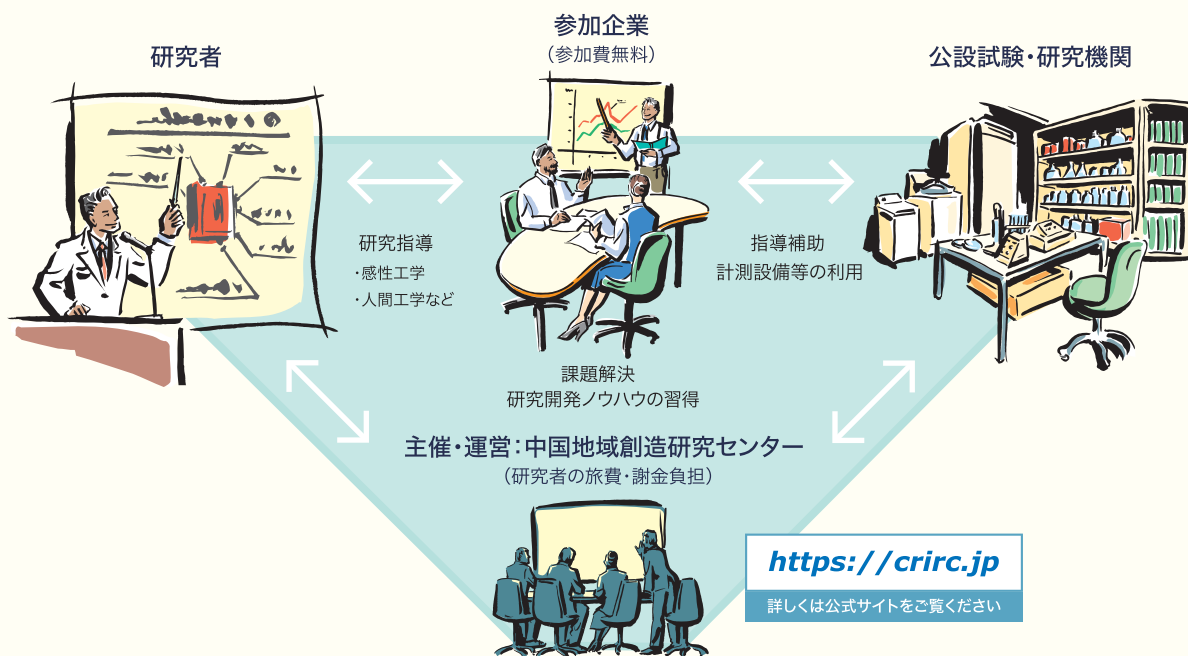 研究者
参加企業
（参加費無料）
公設試験・研究機関
研究指導
・感性工学
・人間工学など
指導補助
計測設備等の利用
課題解決
研究開発ノウハウの習得
主催・運営：中国地域創造研究センター
（研究者の旅費・謝金負担）
https://crirc.jp
詳しくは公式サイトをご覧ください